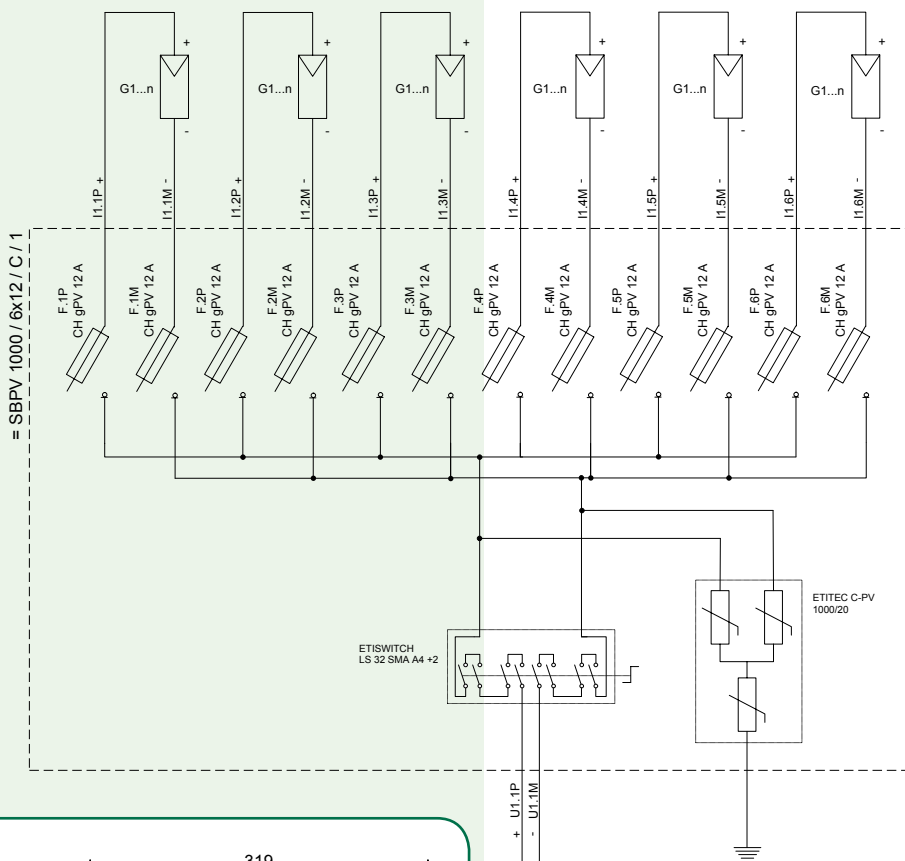 + + + + + +
G1...n G1...n G1...n G1...n G1...n G1...n
- - - - - -
I1.1P +
I1.1M -
I1.2P +
I1.2M -
I1.3P +
I1.3M -
I1.4P +
I1.4M -
I1.5P +
I1.5M -
I1.6P +
I1.6M -
= SBPV 1000 / 6x12 / C / 1
F.1P
CH gPV 12 A
F.1M
CH gPV 12 A
F.2P
CH gPV 12 A
F.2M
CH gPV 12 A
F.3P
CH gPV 12 A
F.3M
CH gPV 12 A
F.4P
CH gPV 12 A
F.4M
CH gPV 12 A
F.5P
CH gPV 12 A
F.5M
CH gPV 12 A
F.6P
CH gPV 12 A
F.6M
CH gPV 12 A
ETITEC C-PV
1000/20
ETISWITCH
LS 32 SMA A4 +2
+ U1.1P
- U1.1M
319